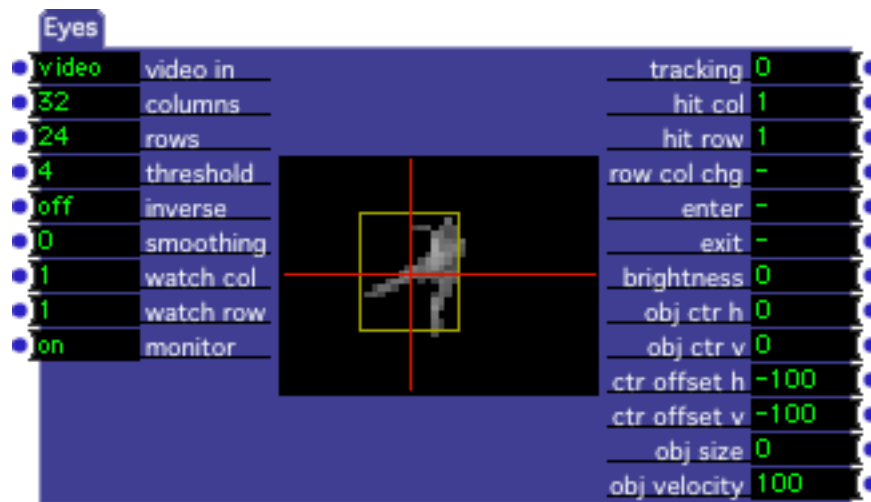 Eyes
video video in
32 columns
24 rows
4 threshold
off inverse
0 smoothing
1 watch col
1 watch row
on monitor
tracking 0
hit col 1
hit row 1
row col chg -
enter -
exit -
brightness 0
obj ctr h 0
obj ctr v 0
ctr offset h -100
ctr offset v -100
obj size 0
obj velocity 100